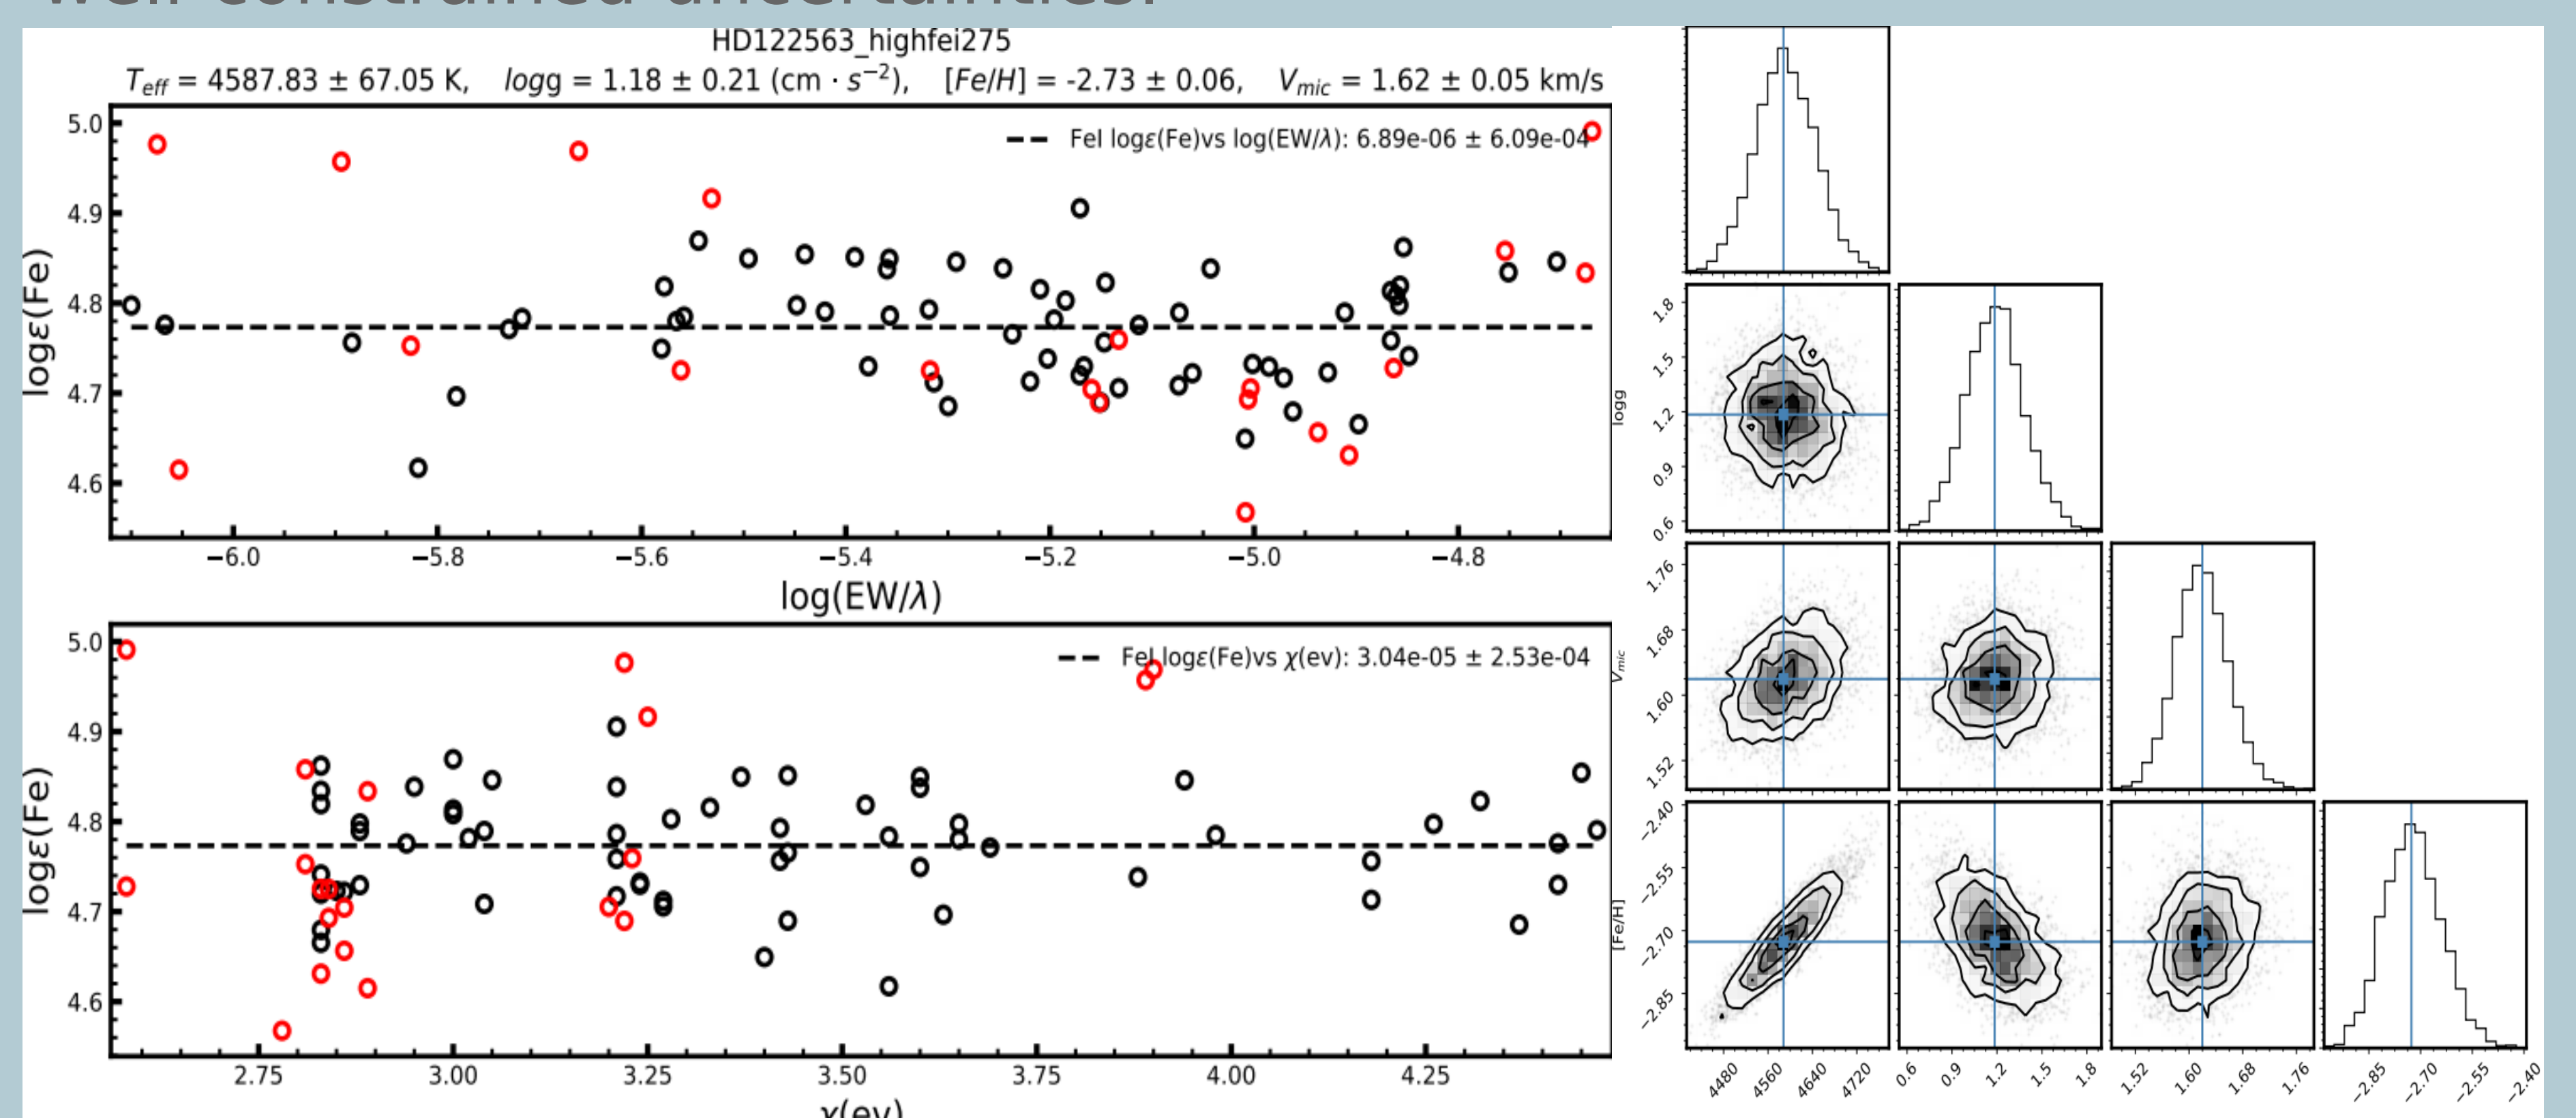 well constrained uncertainties.
HD122563_highfei275
T_eff = 4587.83 ± 67.05 K, logg = 1.18 ± 0.21 (cm · s⁻²), [Fe/H] = -2.73 ± 0.06, V_mic = 1.62 ± 0.05 km/s
FeI logε(Fe)vs log(EW/λ): 6.89e-06 ± 6.09e-04
logε(Fe)
5.0
4.9
4.8
4.7
4.6
−6.0 −5.8 −5.6 −5.4 −5.2 −5.0 −4.8
log(EW/λ)
FeI logε(Fe)vs χ(ev): 3.04e-05 ± 2.53e-04
logε(Fe)
5.0
4.9
4.8
4.7
4.6
2.75 3.00 3.25 3.50 3.75 4.00 4.25
χ(ev)
logg
1.8
1.5
1.2
0.9
0.6
V_mic
1.76
1.68
1.60
1.52
[Fe/H]
−2.40
−2.55
−2.70
−2.85
4480 4560 4640 4720
0.6 0.9 1.2 1.5 1.8
1.52 1.60 1.68 1.76
−2.85 −2.70 −2.55 −2.40